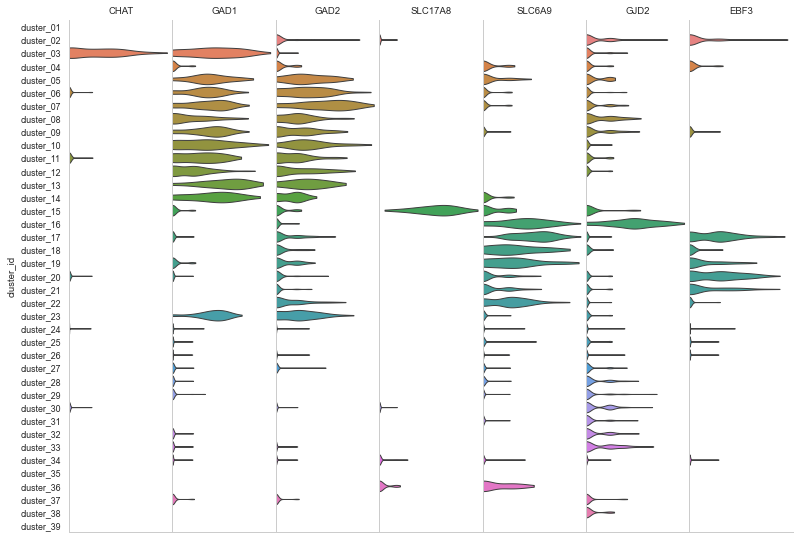 CHAT GAD1 GAD2 SLC17A8 SLC6A9 GJD2 EBF3
cluster_01
cluster_02
cluster_03
cluster_04
cluster_05
cluster_06
cluster_07
cluster_08
cluster_09
cluster_10
cluster_11
cluster_12
cluster_13
cluster_14
cluster_15
cluster_16
cluster_17
cluster_18
cluster_19
cluster_20
cluster_21
cluster_22
cluster_23
cluster_24
cluster_25
cluster_26
cluster_27
cluster_28
cluster_29
cluster_30
cluster_31
cluster_32
cluster_33
cluster_34
cluster_35
cluster_36
cluster_37
cluster_38
cluster_39
cluster_id